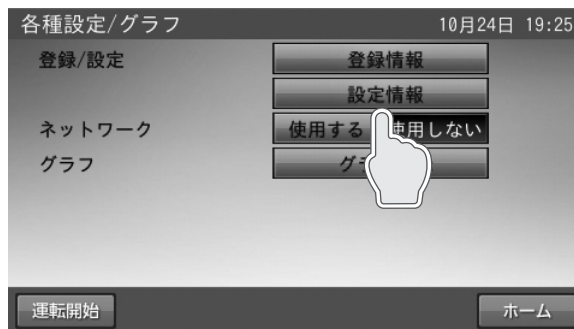 各種設定/グラフ 10月24日 19:25
登録/設定 登録情報
設定情報
ネットワーク 使用する 使用しない
グラフ グラ
運転開始 ホーム